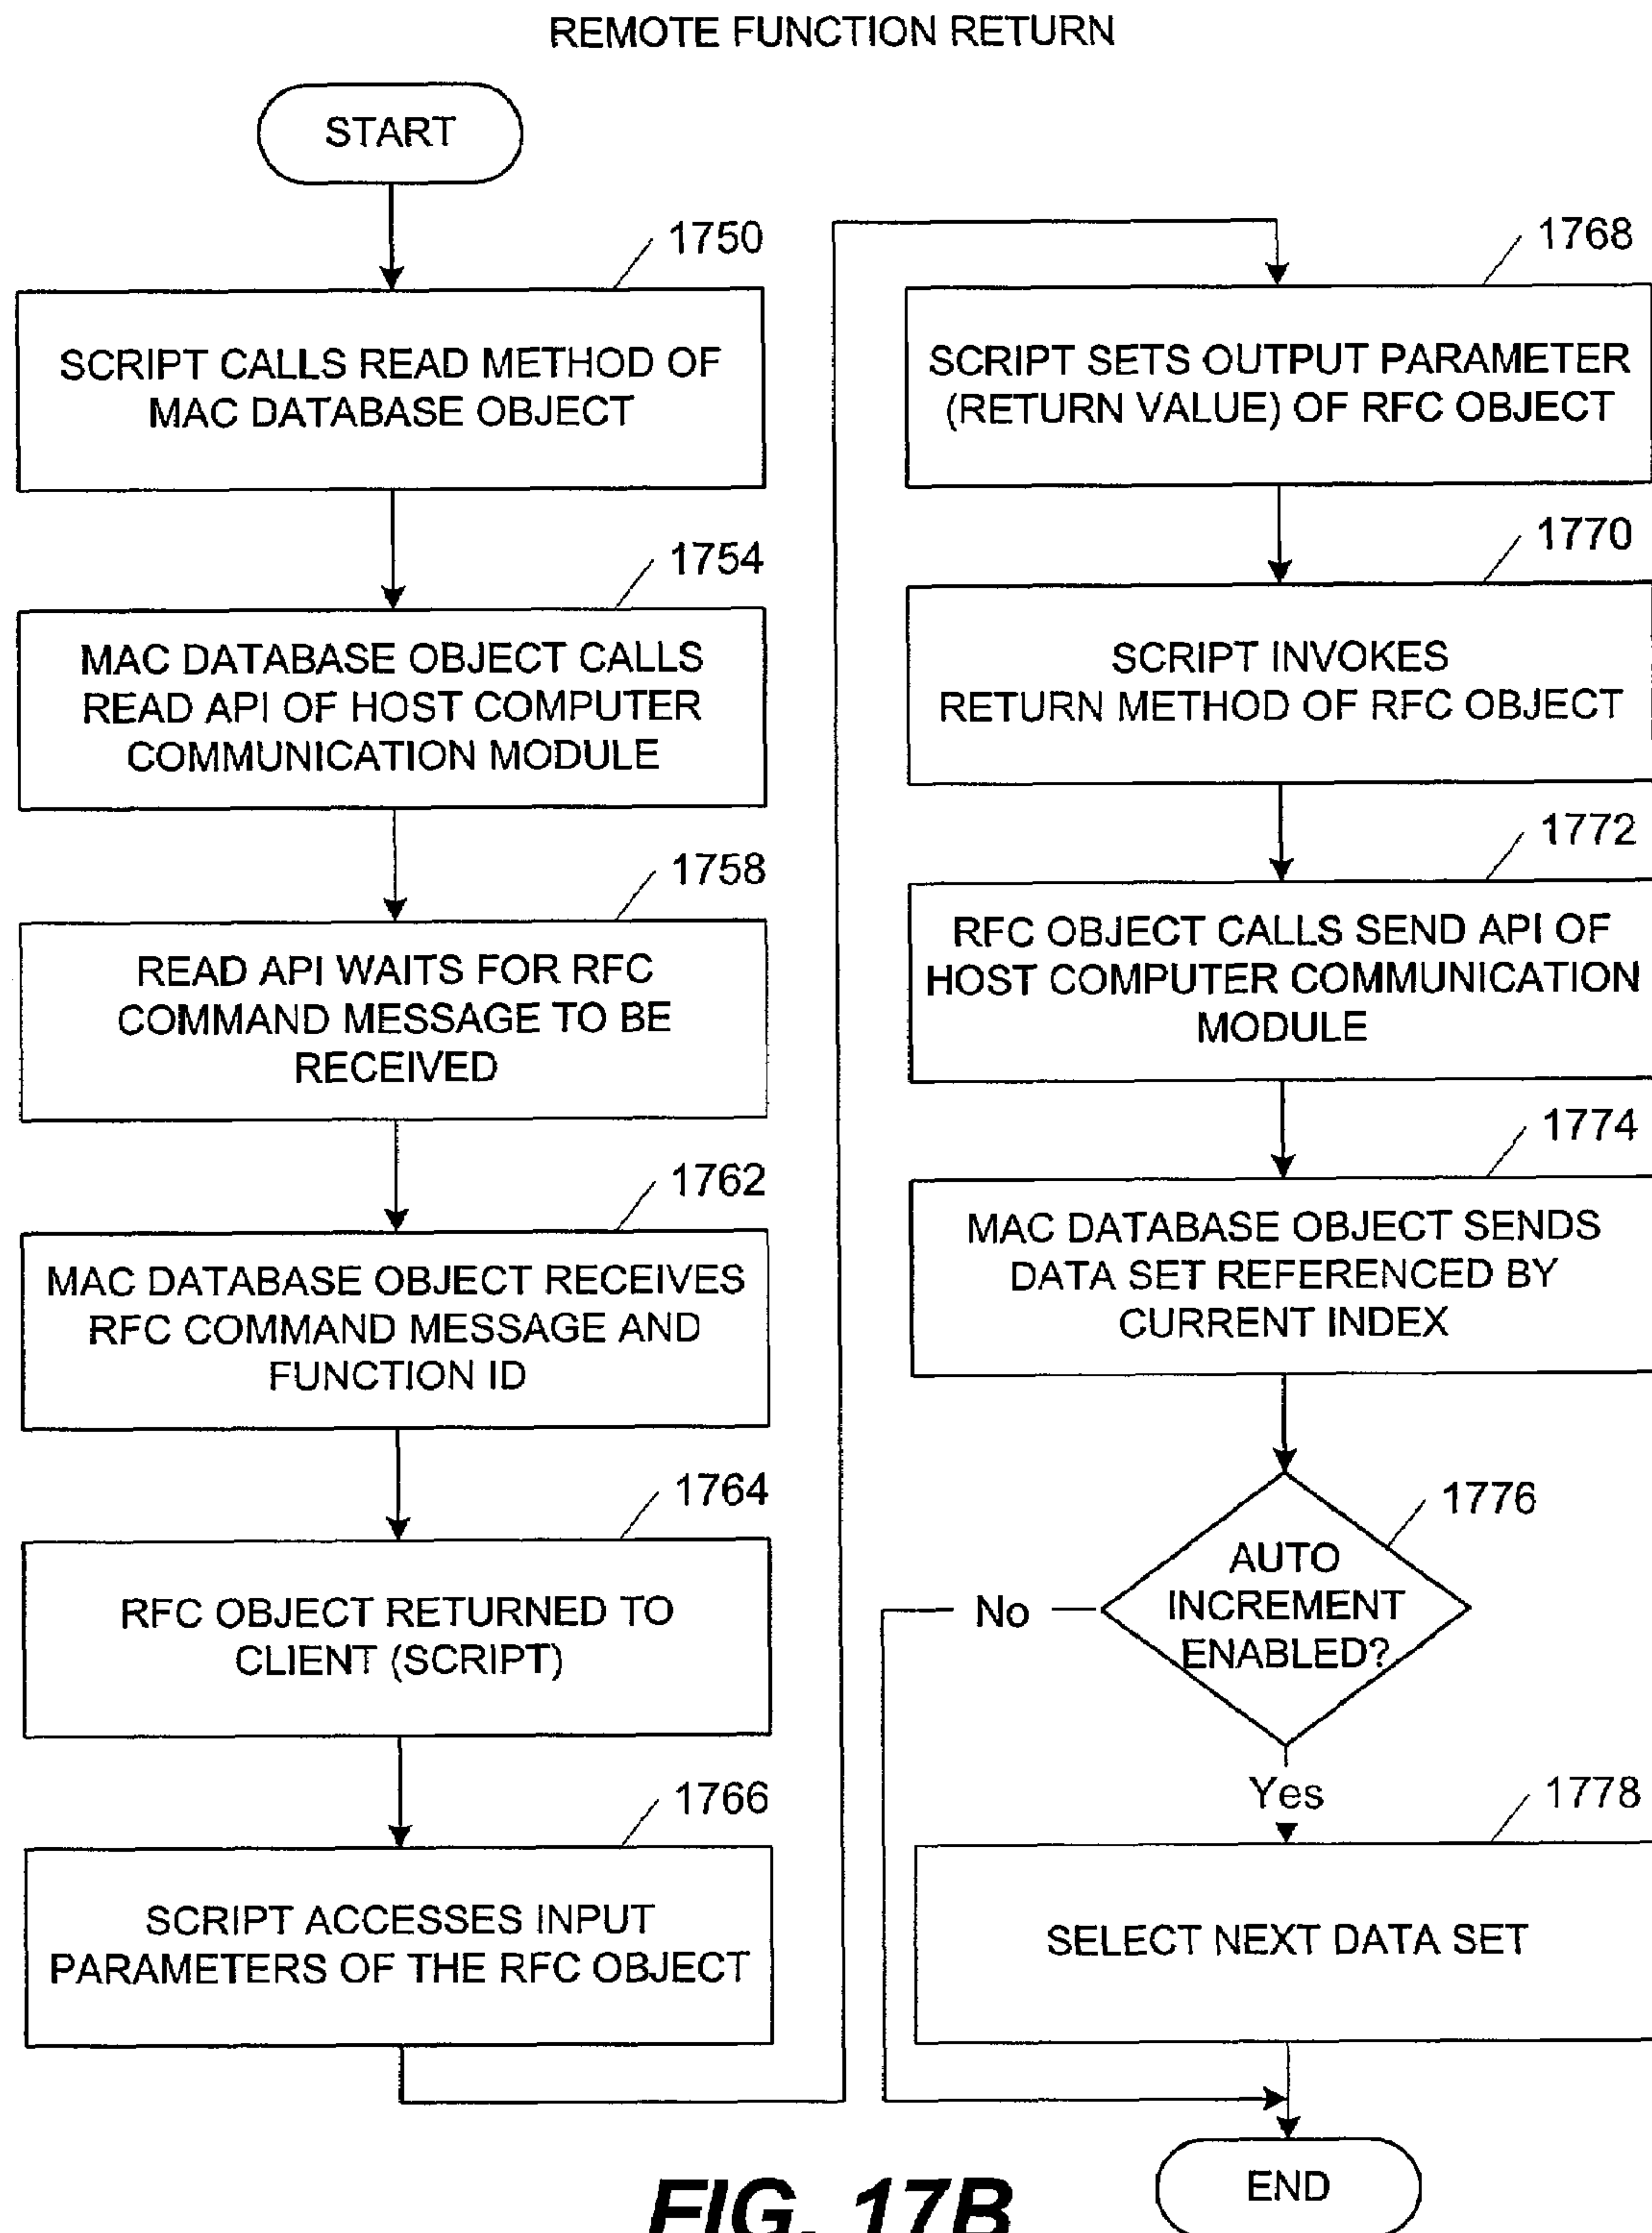 REMOTE FUNCTION RETURN
START
1750
SCRIPT CALLS READ METHOD OF
MAC DATABASE OBJECT
1754
MAC DATABASE OBJECT CALLS
READ API OF HOST COMPUTER
COMMUNICATION MODULE
1758
READ API WAITS FOR RFC
COMMAND MESSAGE TO BE
RECEIVED
1762
MAC DATABASE OBJECT RECEIVES
RFC COMMAND MESSAGE AND
FUNCTION ID
1764
RFC OBJECT RETURNED TO
CLIENT (SCRIPT)
1766
SCRIPT ACCESSES INPUT
PARAMETERS OF THE RFC OBJECT
1768
SCRIPT SETS OUTPUT PARAMETER
(RETURN VALUE) OF RFC OBJECT
1770
SCRIPT INVOKES
RETURN METHOD OF RFC OBJECT
1772
RFC OBJECT CALLS SEND API OF
HOST COMPUTER COMMUNICATION
MODULE
1774
MAC DATABASE OBJECT SENDS
DATA SET REFERENCED BY
CURRENT INDEX
1776
AUTO
INCREMENT
ENABLED?
No
Yes
1778
SELECT NEXT DATA SET
END
FIG. 17B